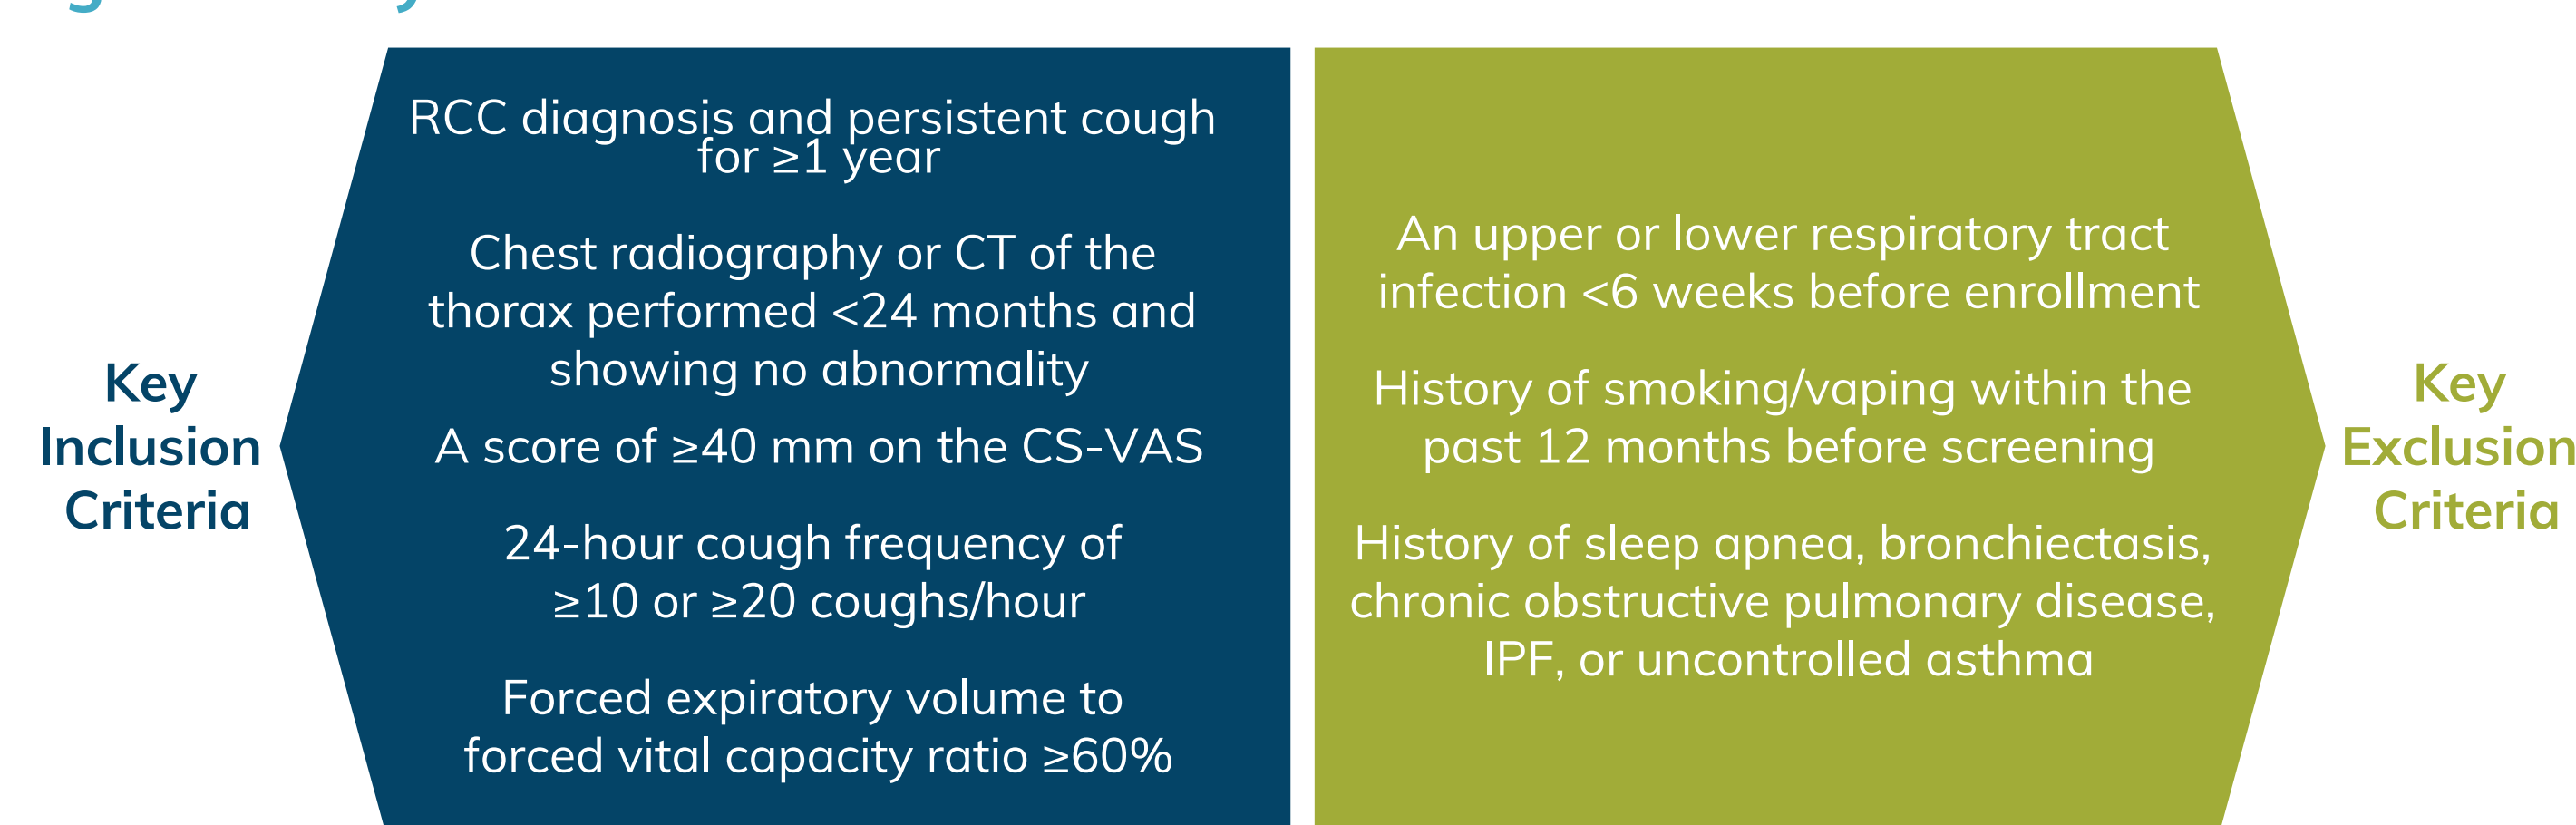 Key
Inclusion
Criteria
RCC diagnosis and persistent cough
for ≥1 year
Chest radiography or CT of the
thorax performed <24 months and
showing no abnormality
A score of ≥40 mm on the CS-VAS
24-hour cough frequency of
≥10 or ≥20 coughs/hour
Forced expiratory volume to
forced vital capacity ratio ≥60%
An upper or lower respiratory tract
infection <6 weeks before enrollment
History of smoking/vaping within the
past 12 months before screening
History of sleep apnea, bronchiectasis,
chronic obstructive pulmonary disease,
IPF, or uncontrolled asthma
Key
Exclusion
Criteria